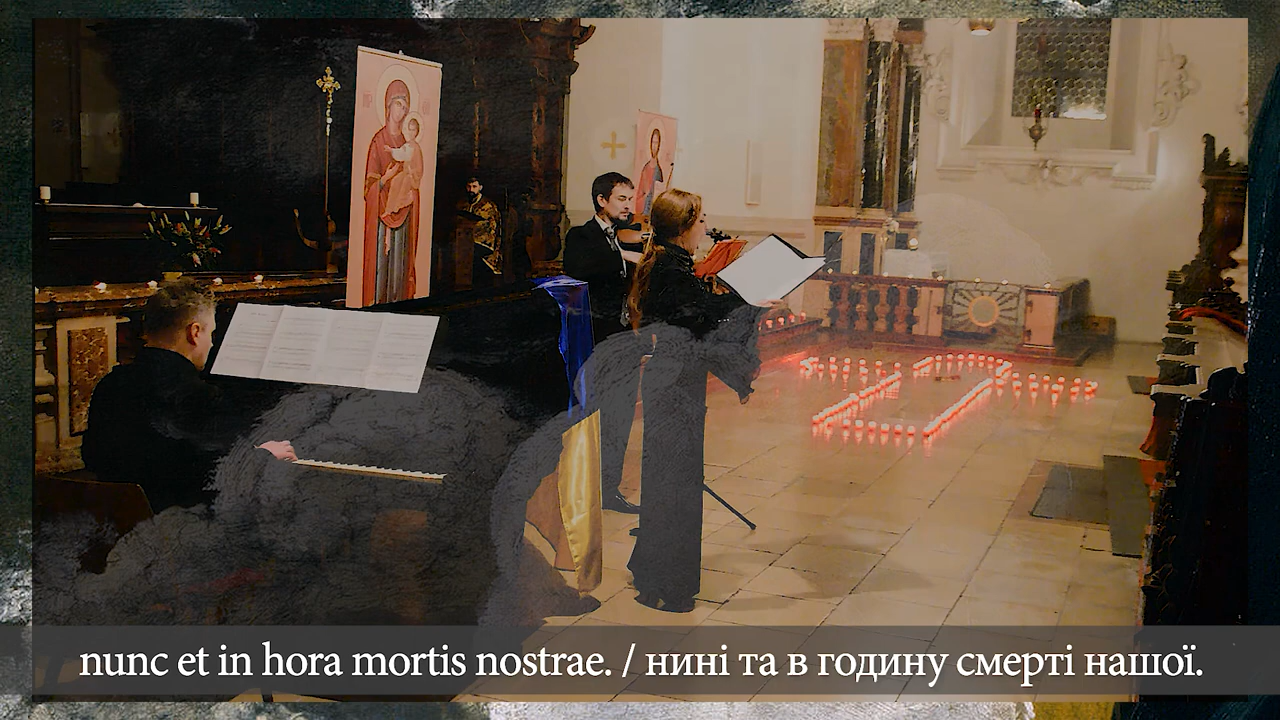 nunc et in hora mortis nostrae. / нині та в годину смерті нашої.